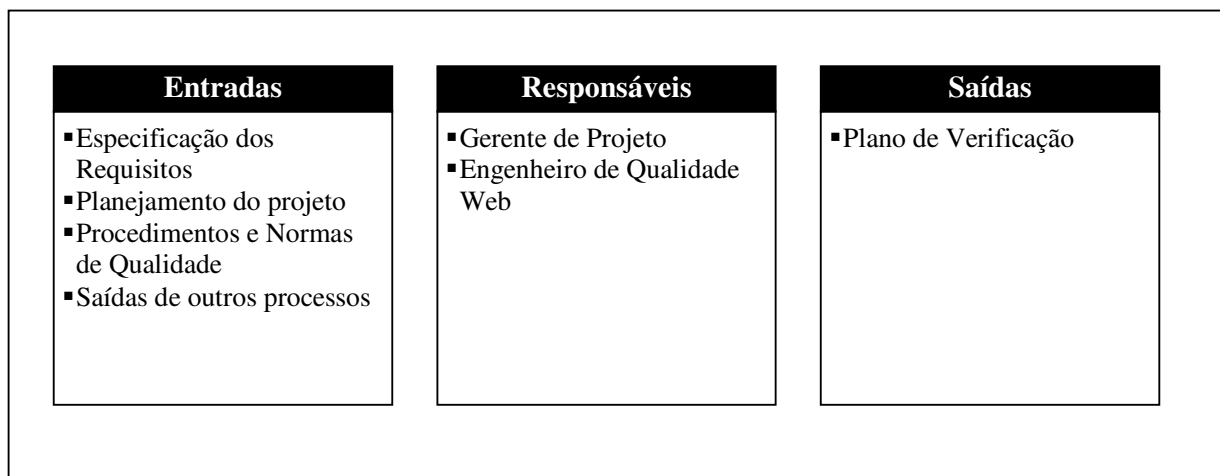 Entradas
▪Especificação dos
Requisitos
▪Planejamento do projeto
▪Procedimentos e Normas
de Qualidade
▪Saídas de outros processos
Responsáveis
▪Gerente de Projeto
▪Engenheiro de Qualidade
Web
Saídas
▪Plano de Verificação